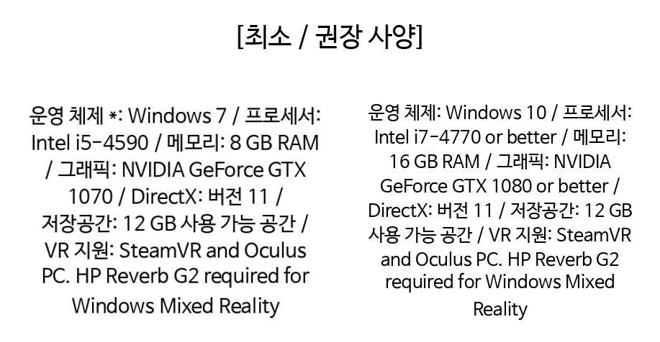 [최소 / 권장 사양]
운영 체제 *: Windows 7 / 프로세서:
Intel i5-4590 / 메모리: 8 GB RAM
/ 그래픽: NVIDIA GeForce GTX
1070 / DirectX: 버전 11 /
저장공간: 12 GB 사용 가능 공간 /
VR 지원: SteamVR and Oculus
PC. HP Reverb G2 required for
Windows Mixed Reality
운영 체제: Windows 10 / 프로세서:
Intel i7-4770 or better / 메모리:
16 GB RAM / 그래픽: NVIDIA
GeForce GTX 1080 or better /
DirectX: 버전 11 / 저장공간: 12 GB
사용 가능 공간 / VR 지원: SteamVR
and Oculus PC. HP Reverb G2
required for Windows Mixed
Reality